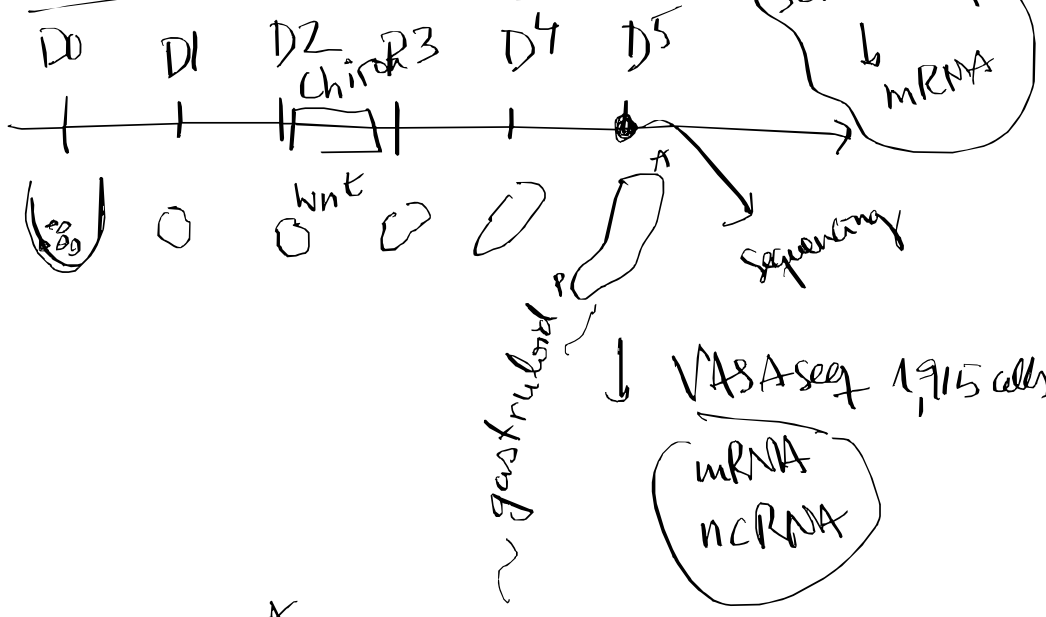 D0 D1 D2 D3 D4 D5
Chiron
mRNA
Wnt
A
P
sequencing
gastruloid
VASAseq 1,915 cells
mRNA
ncRNA